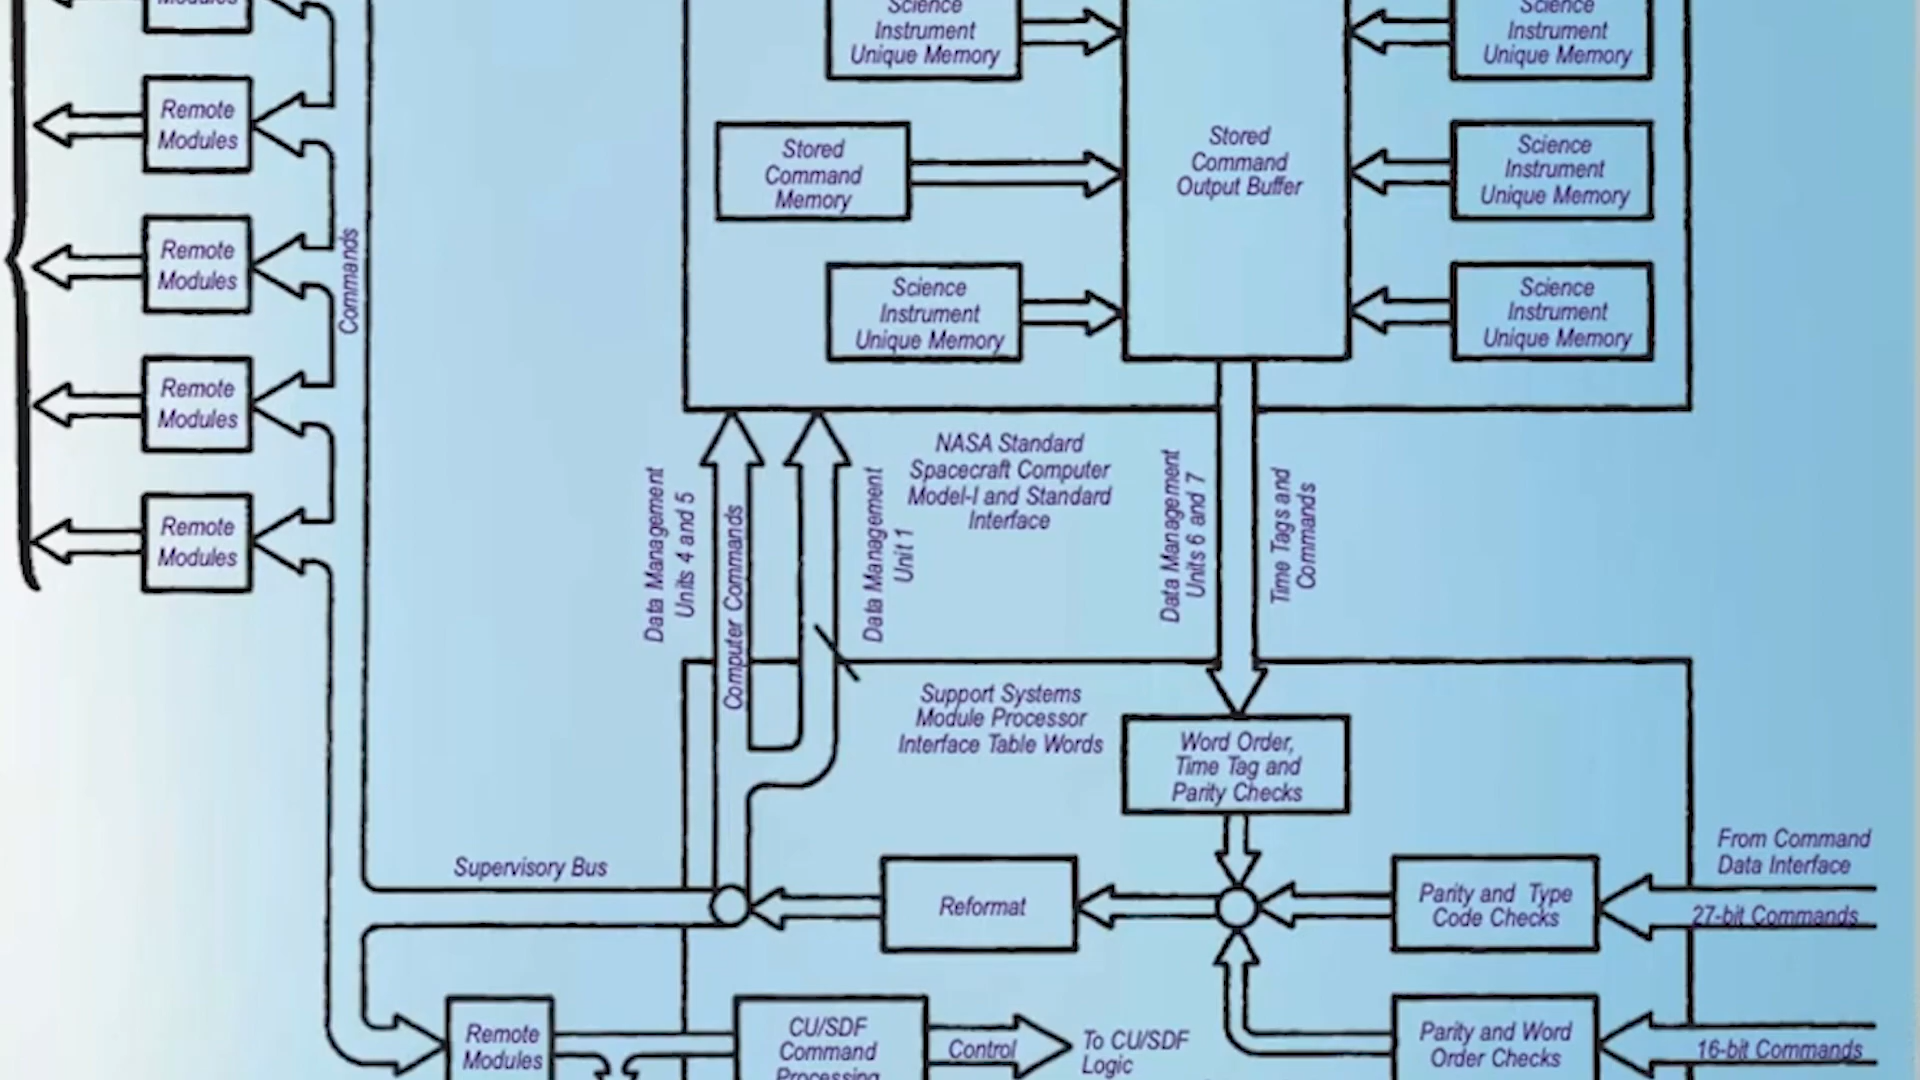 Modules
Remote
Modules
Remote
Modules
Remote
Modules
Remote
Modules
Commands
Science
Instrument
Unique Memory
Stored
Command
Memory
Science
Instrument
Unique Memory
Stored
Command
Output Buffer
Science
Instrument
Unique Memory
Science
Instrument
Unique Memory
Science
Instrument
Unique Memory
Data Management
Units 4 and 5
Computer Commands
Data Management
Unit 1
NASA Standard
Spacecraft Computer
Model-I and Standard
Interface
Data Management
Units 6 and 7
Time Tags and
Commands
Support Systems
Module Processor
Interface Table Words
Word Order,
Time Tag and
Parity Checks
Supervisory Bus
Reformat
Parity and Type
Code Checks
From Command
Data Interface
27-bit Commands
Remote
Modules
CU/SDF
Command
Processing
Control
To CU/SDF
Logic
Parity and Word
Order Checks
16-bit Commands